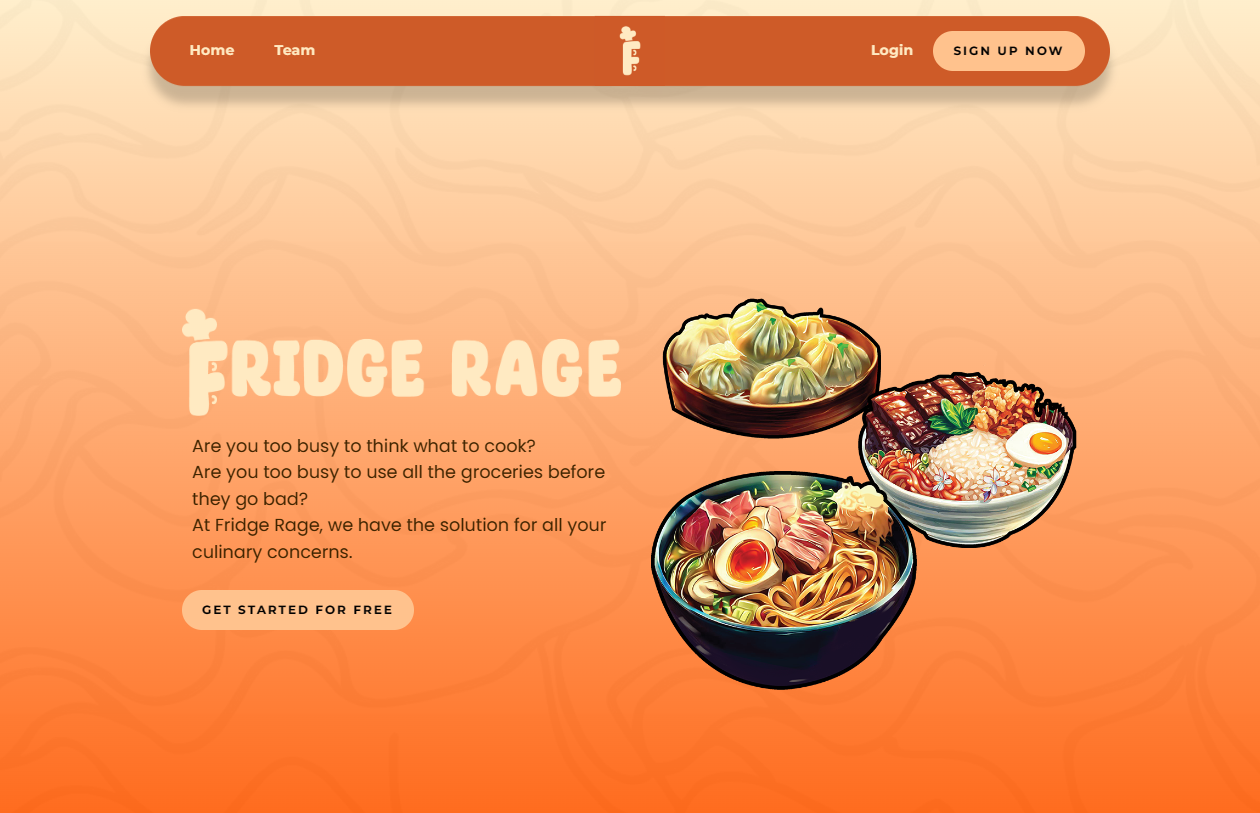 Home Team F Login SIGN UP NOW
FRIDGE RAGE
Are you too busy to think what to cook?
Are you too busy to use all the groceries before
they go bad?
At Fridge Rage, we have the solution for all your
culinary concerns.
GET STARTED FOR FREE